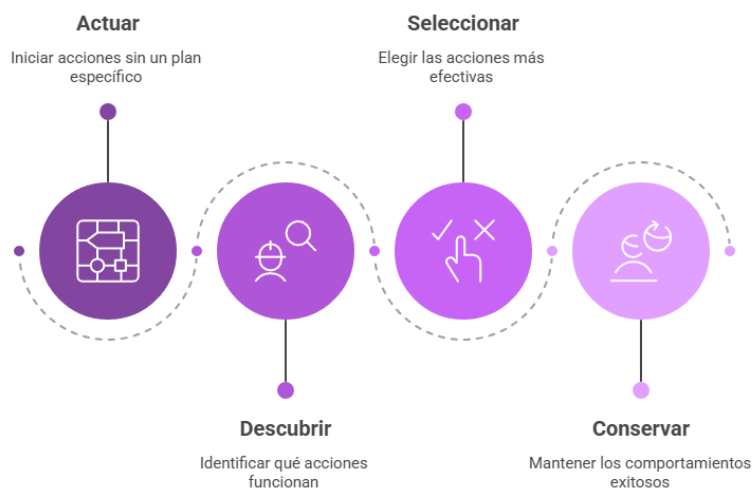 Actuar
Iniciar acciones sin un plan
específico
Seleccionar
Elegir las acciones más
efectivas
Descubrir
Identificar qué acciones
funcionan
Conservar
Mantener los comportamientos
exitosos